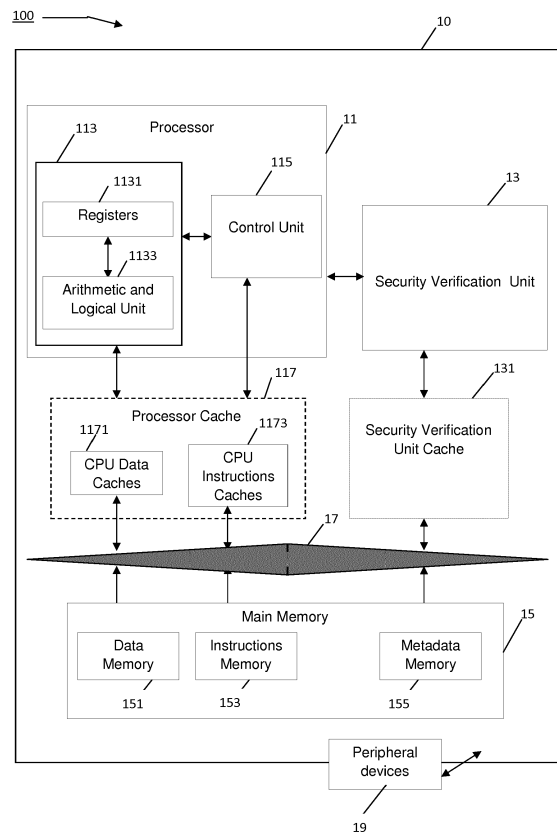 100
10
Processor
11
113
115
13
1131
Registers
1133
Arithmetic and
Logical Unit
Control Unit
Security Verification Unit
117
131
Processor Cache
1171
CPU Data
Caches
1173
CPU
Instructions
Caches
Security Verification
Unit Cache
17
Main Memory
15
Data
Memory
151
Instructions
Memory
153
Metadata
Memory
155
Peripheral
devices
19